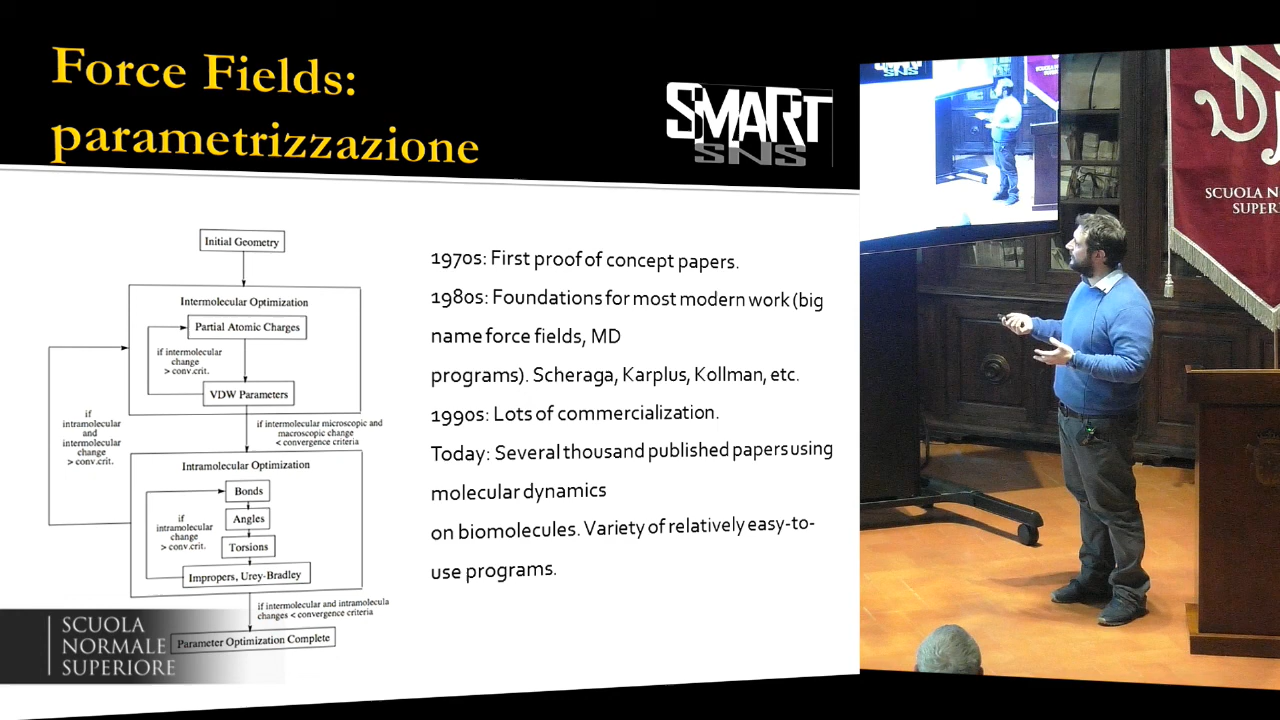 Force Fields:
parametrizzazione
SMART
SNS
Initial Geometry
Intermolecular Optimization
Partial Atomic Charges
if intermolecular
change
> conv.crit.
VDW Parameters
if intermolecular microscopic and
macroscopic change
< convergence criteria
if
intramolecular
and
intermolecular
change
> conv.crit.
Intramolecular Optimization
Bonds
Angles
Torsions
Impropers, Urey-Bradley
if
intramolecular
change
> conv.crit.
if intermolecular and intramolecula
changes < convergence criteria
Parameter Optimization Complete
1970s: First proof of concept papers.
1980s: Foundations for most modern work (big
name force fields, MD
programs). Scheraga, Karplus, Kollman, etc.
1990s: Lots of commercialization.
Today: Several thousand published papers using
molecular dynamics
on biomolecules. Variety of relatively easy-to-
use programs.
SCUOLA
NORMALE
SUPERIORE
SNS
SCUOLA NO
SUPER